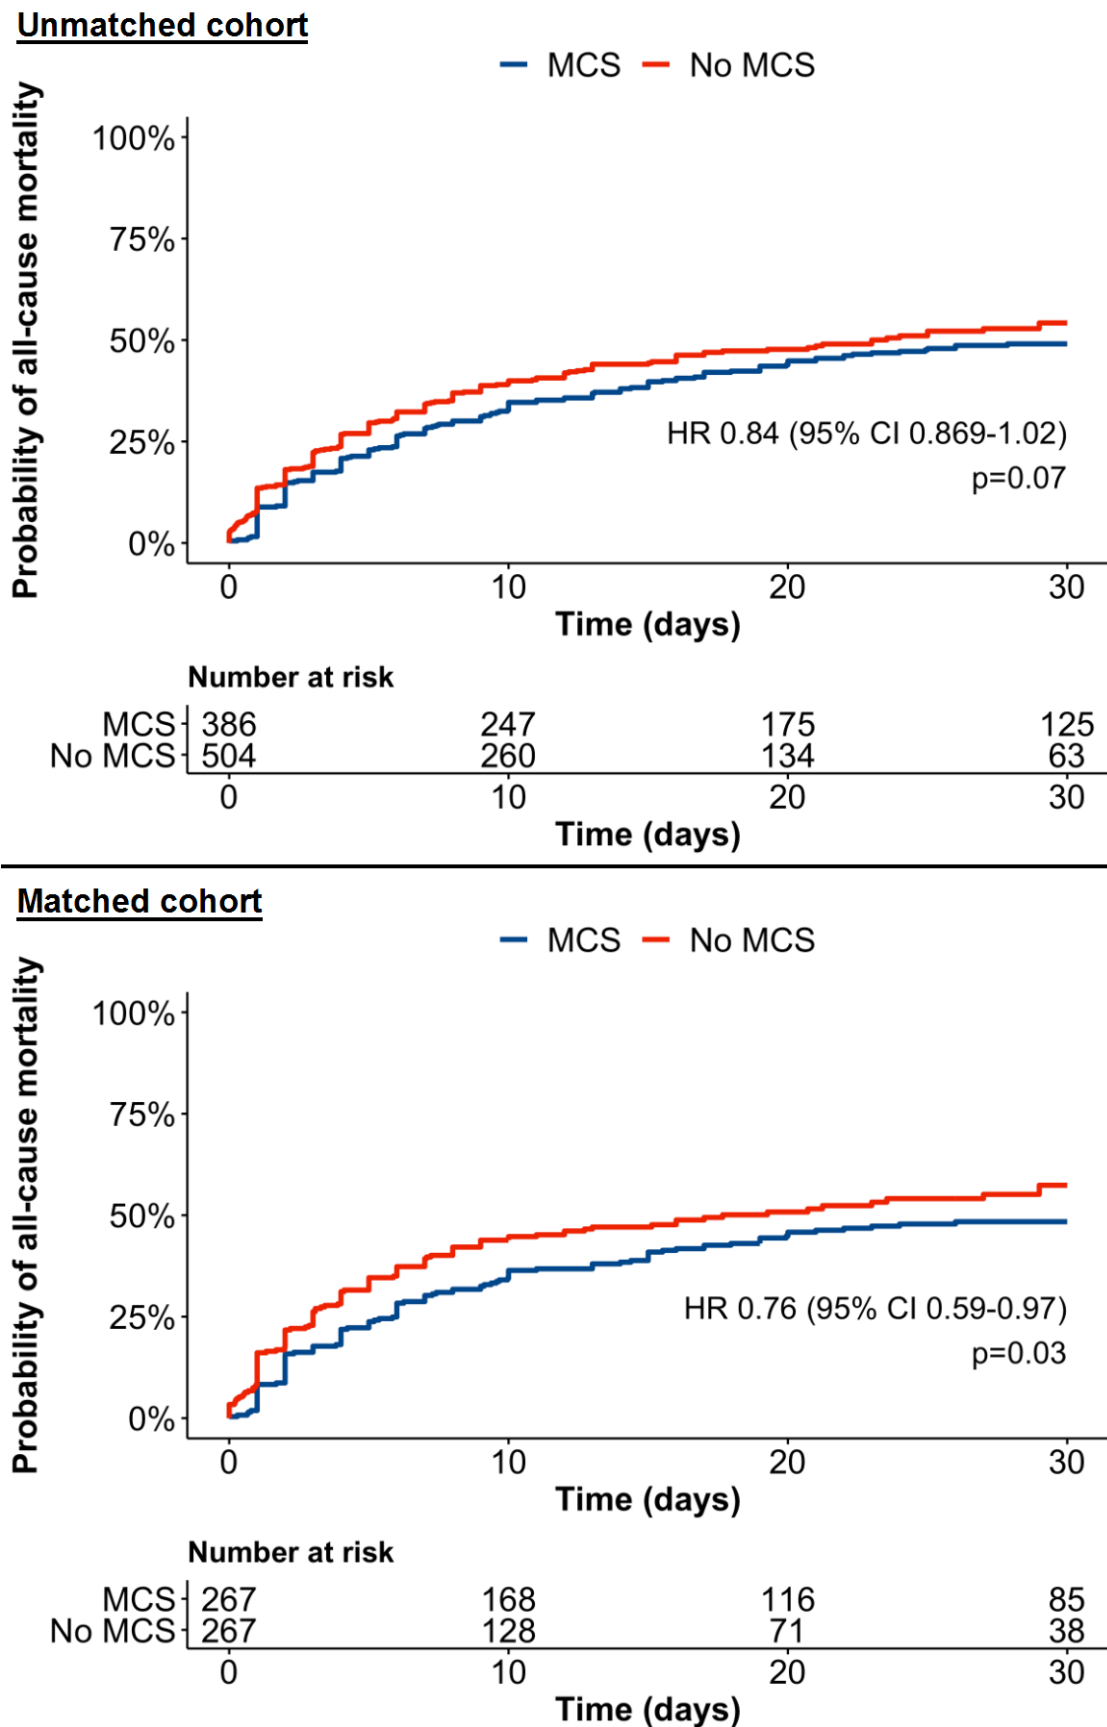 Unmatched cohort
MCS No MCS
Probability of all-cause mortality
100%
75%
50%
25%
0%
HR 0.84 (95% CI 0.869-1.02)
p=0.07
0 10 20 30
Time (days)
Number at risk
MCS 386 247 175 125
No MCS 504 260 134 63
0 10 20 30
Time (days)
Matched cohort
MCS No MCS
Probability of all-cause mortality
100%
75%
50%
25%
0%
HR 0.76 (95% CI 0.59-0.97)
p=0.03
0 10 20 30
Time (days)
Number at risk
MCS 267 168 116 85
No MCS 267 128 71 38
0 10 20 30
Time (days)